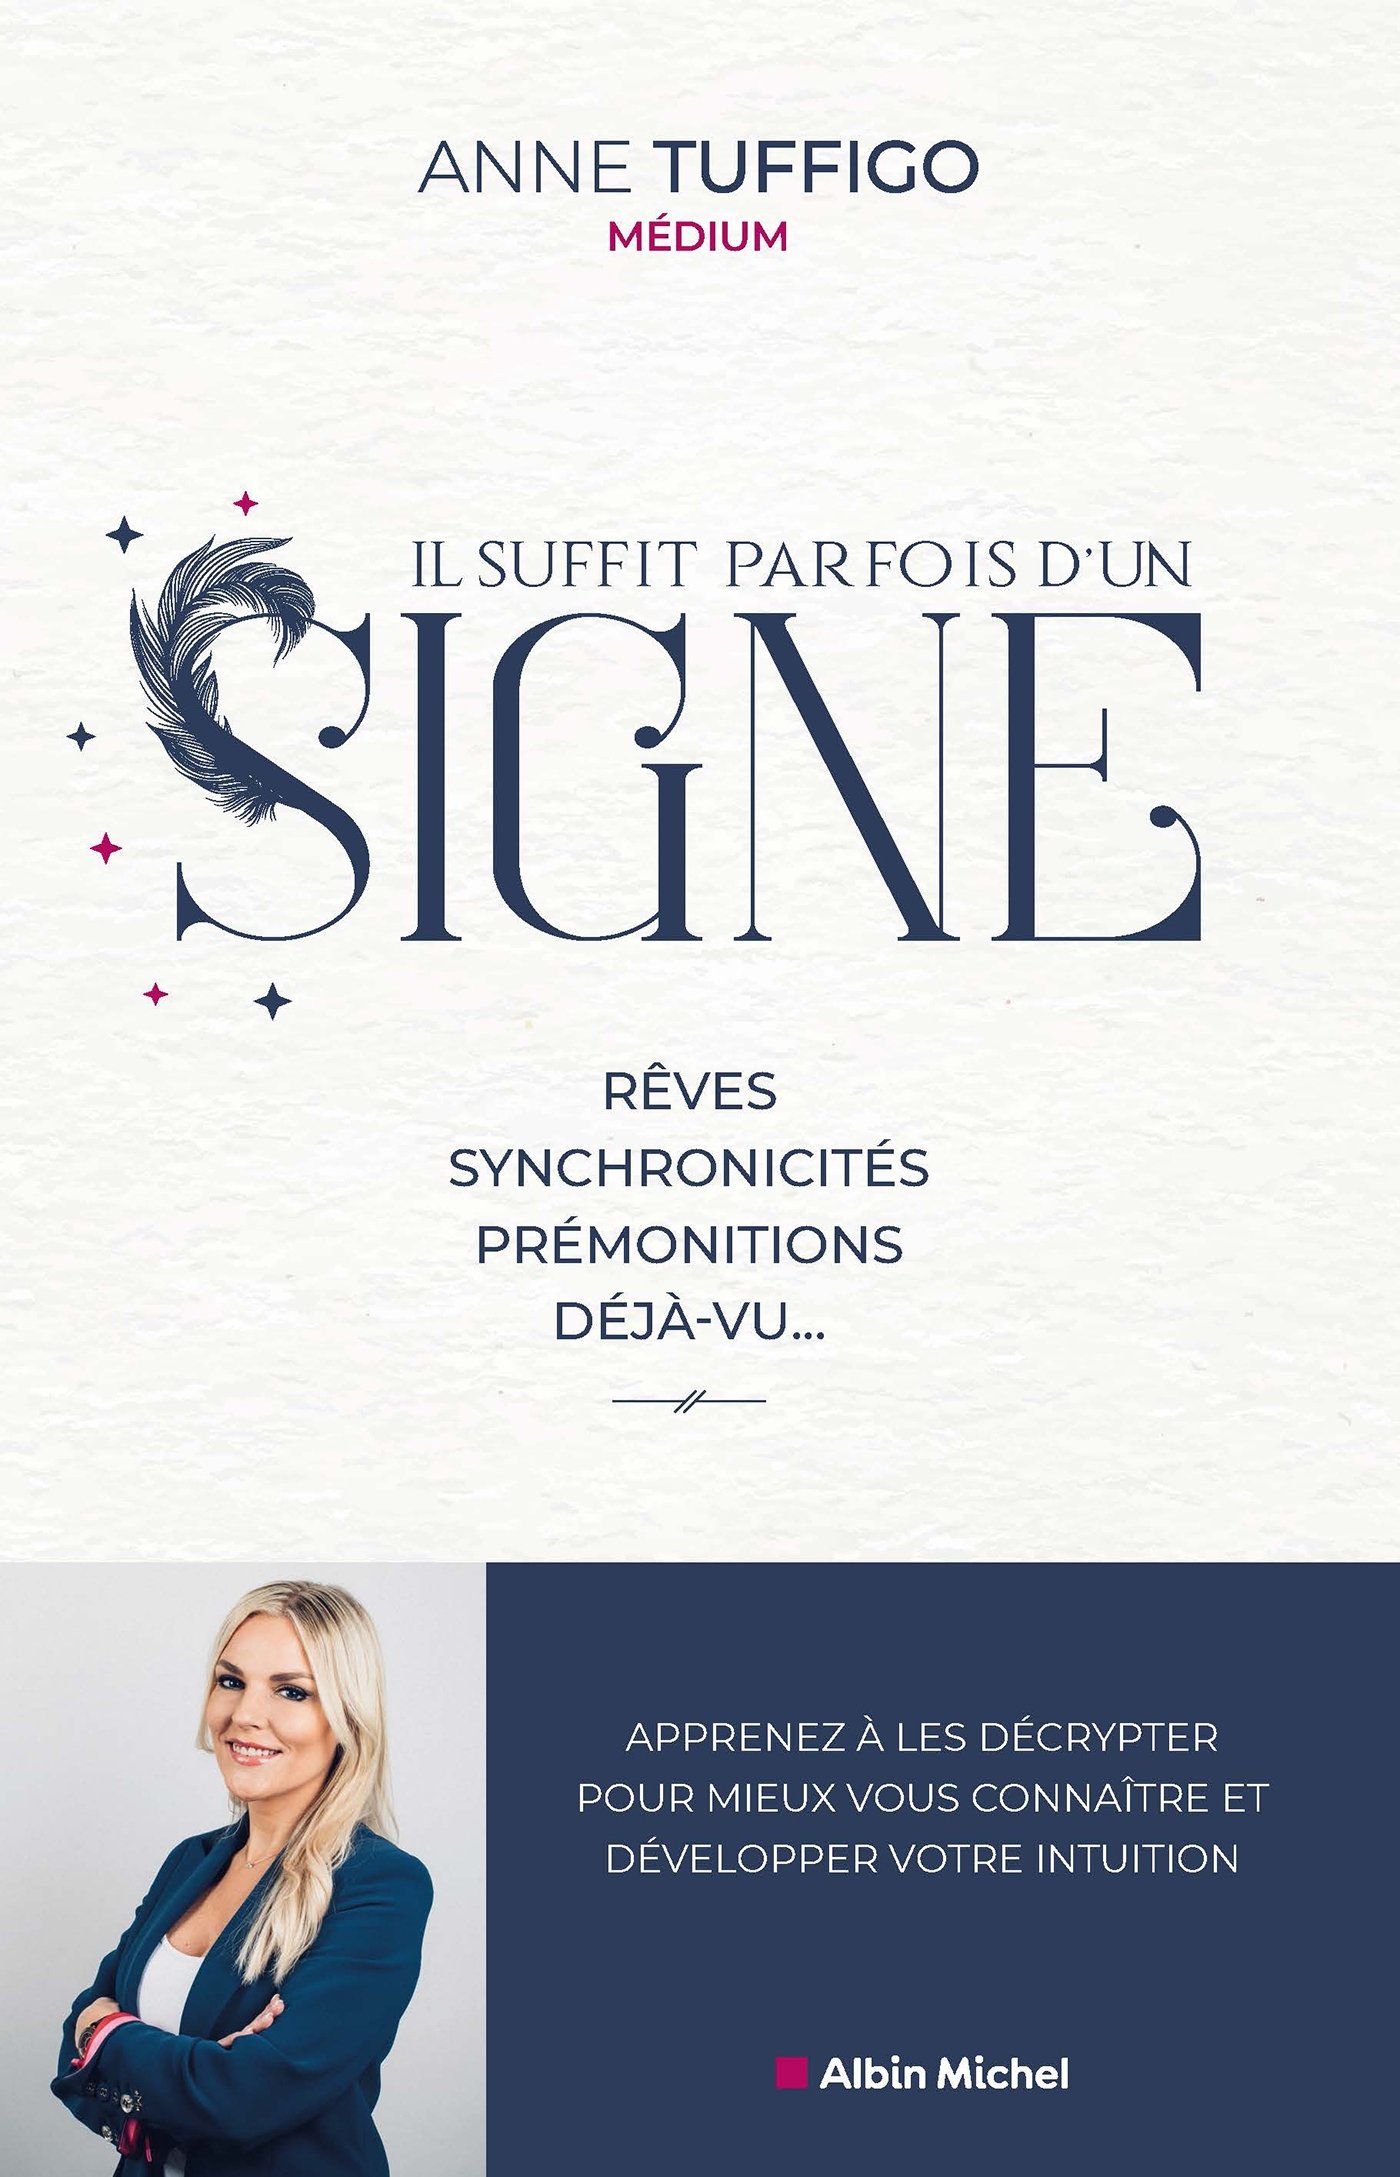 ANNE TUFFIGO
MÉDIUM
IL SUFFIT PARFOIS D'UN
SIGNE
RÊVES
SYNCHRONICITÉS
PRÉMONITIONS
DÉJÀ-VU...
APPRENEZ À LES DÉCRYPTER
POUR MIEUX VOUS CONNAÎTRE ET
DÉVELOPPER VOTRE INTUITION
Albin Michel